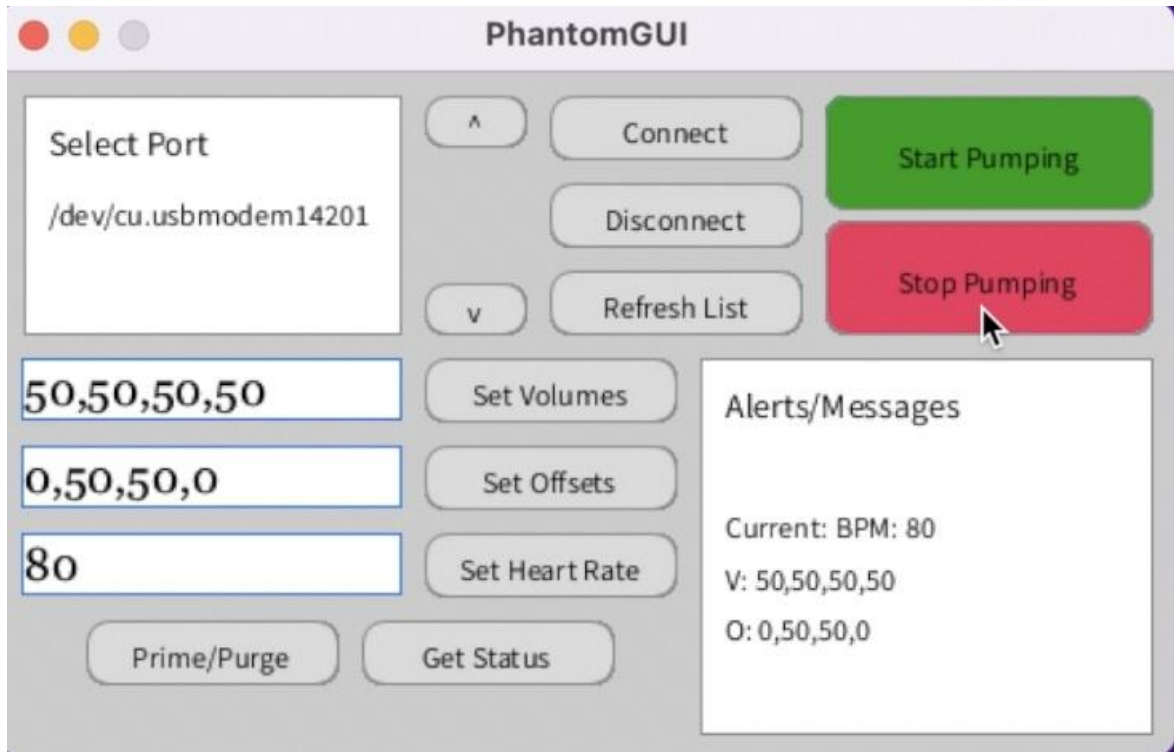 PhantomGUI
Select Port
/dev/cu.usbmodem14201
^
v
Connect
Disconnect
Refresh List
Start Pumping
Stop Pumping
50,50,50,50
Set Volumes
0,50,50,0
Set Offsets
80
Set Heart Rate
Prime/Purge
Get Status
Alerts/Messages
Current: BPM: 80
V: 50,50,50,50
O: 0,50,50,0